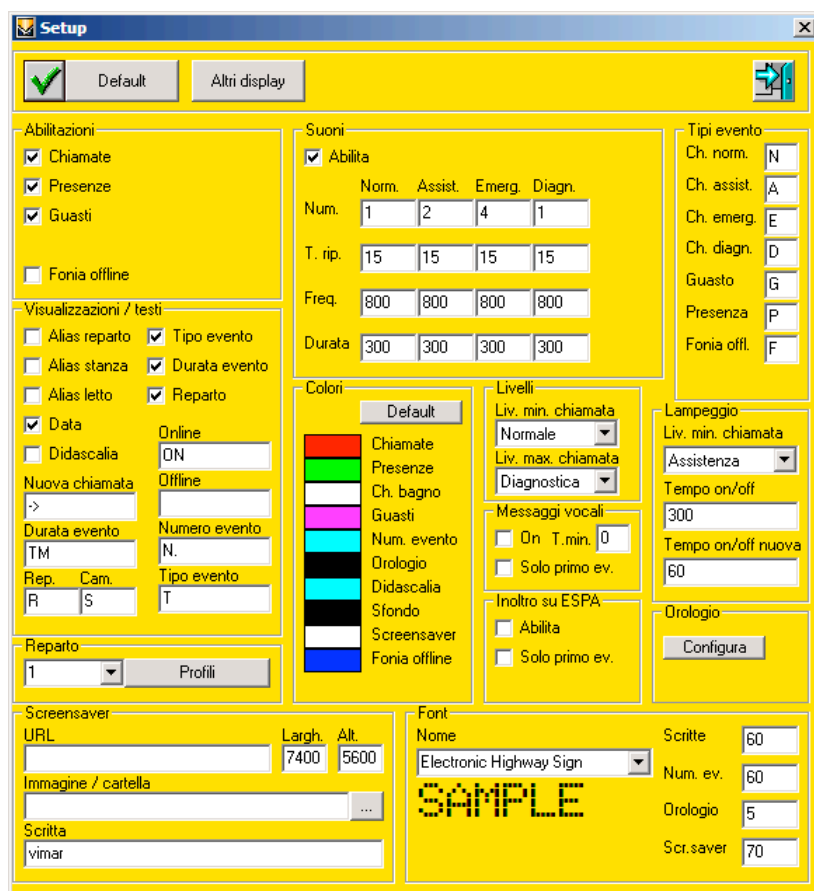 Setup
Default
Altri display
Abilitazioni
Chiamate
Presenze
Guasti
Fonia offline
Suoni
Abilita
Norm. Assist. Emerg. Diagn.
Num. 1 2 4 1
T. rip. 15 15 15 15
Freq. 800 800 800 800
Durata 300 300 300 300
Tipi evento
Ch. norm. N
Ch. assist. A
Ch. emerg. E
Ch. diagn. D
Guasto G
Presenza P
Fonia offl. F
Visualizzazioni / testi
Alias reparto Tipo evento
Alias stanza Durata evento
Alias letto Reparto
Data
Didascalia
Online
ON
Nuova chiamata Offline
->
Durata evento Numero evento
TM N.
Rep. Cam. Tipo evento
R S T
Colori
Default
Chiamate
Presenze
Ch. bagno
Guasti
Num. evento
Orologio
Didascalia
Sfondo
Screensaver
Fonia offline
Livelli
Liv. min. chiamata
Normale
Liv. max. chiamata
Diagnostica
Messaggi vocali
On T.min. 0
Solo primo ev.
Inoltro su ESPA
Abilita
Solo primo ev.
Lampeggio
Liv. min. chiamata
Assistenza
Tempo on/off
300
Tempo on/off nuova
60
Orologio
Configura
Reparto
1 Profili
Screensaver
URL Largh. Alt.
7400 5600
Immagine / cartella
...
Scritta
vimar
Font
Nome
Electronic Highway Sign
SAMPLE
Scritte 60
Num. ev. 60
Orologio 5
Scr.saver 70